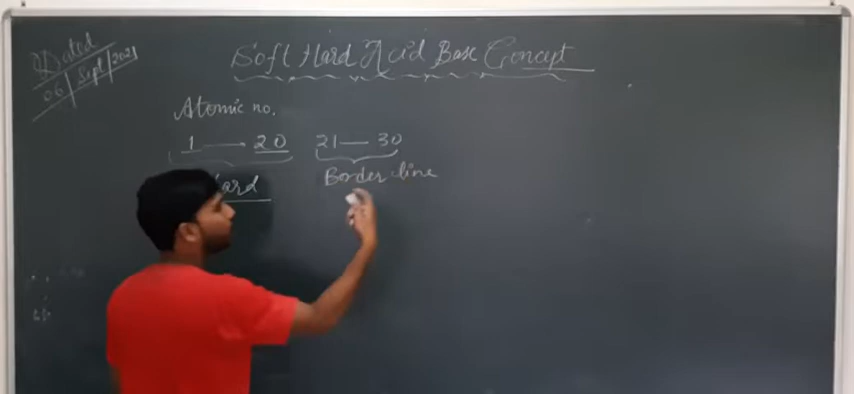 Dated
06 | Sept | 2021
Soft Hard Acid Base Concept
Atomic no.
1 → 20 21 — 30
Border line